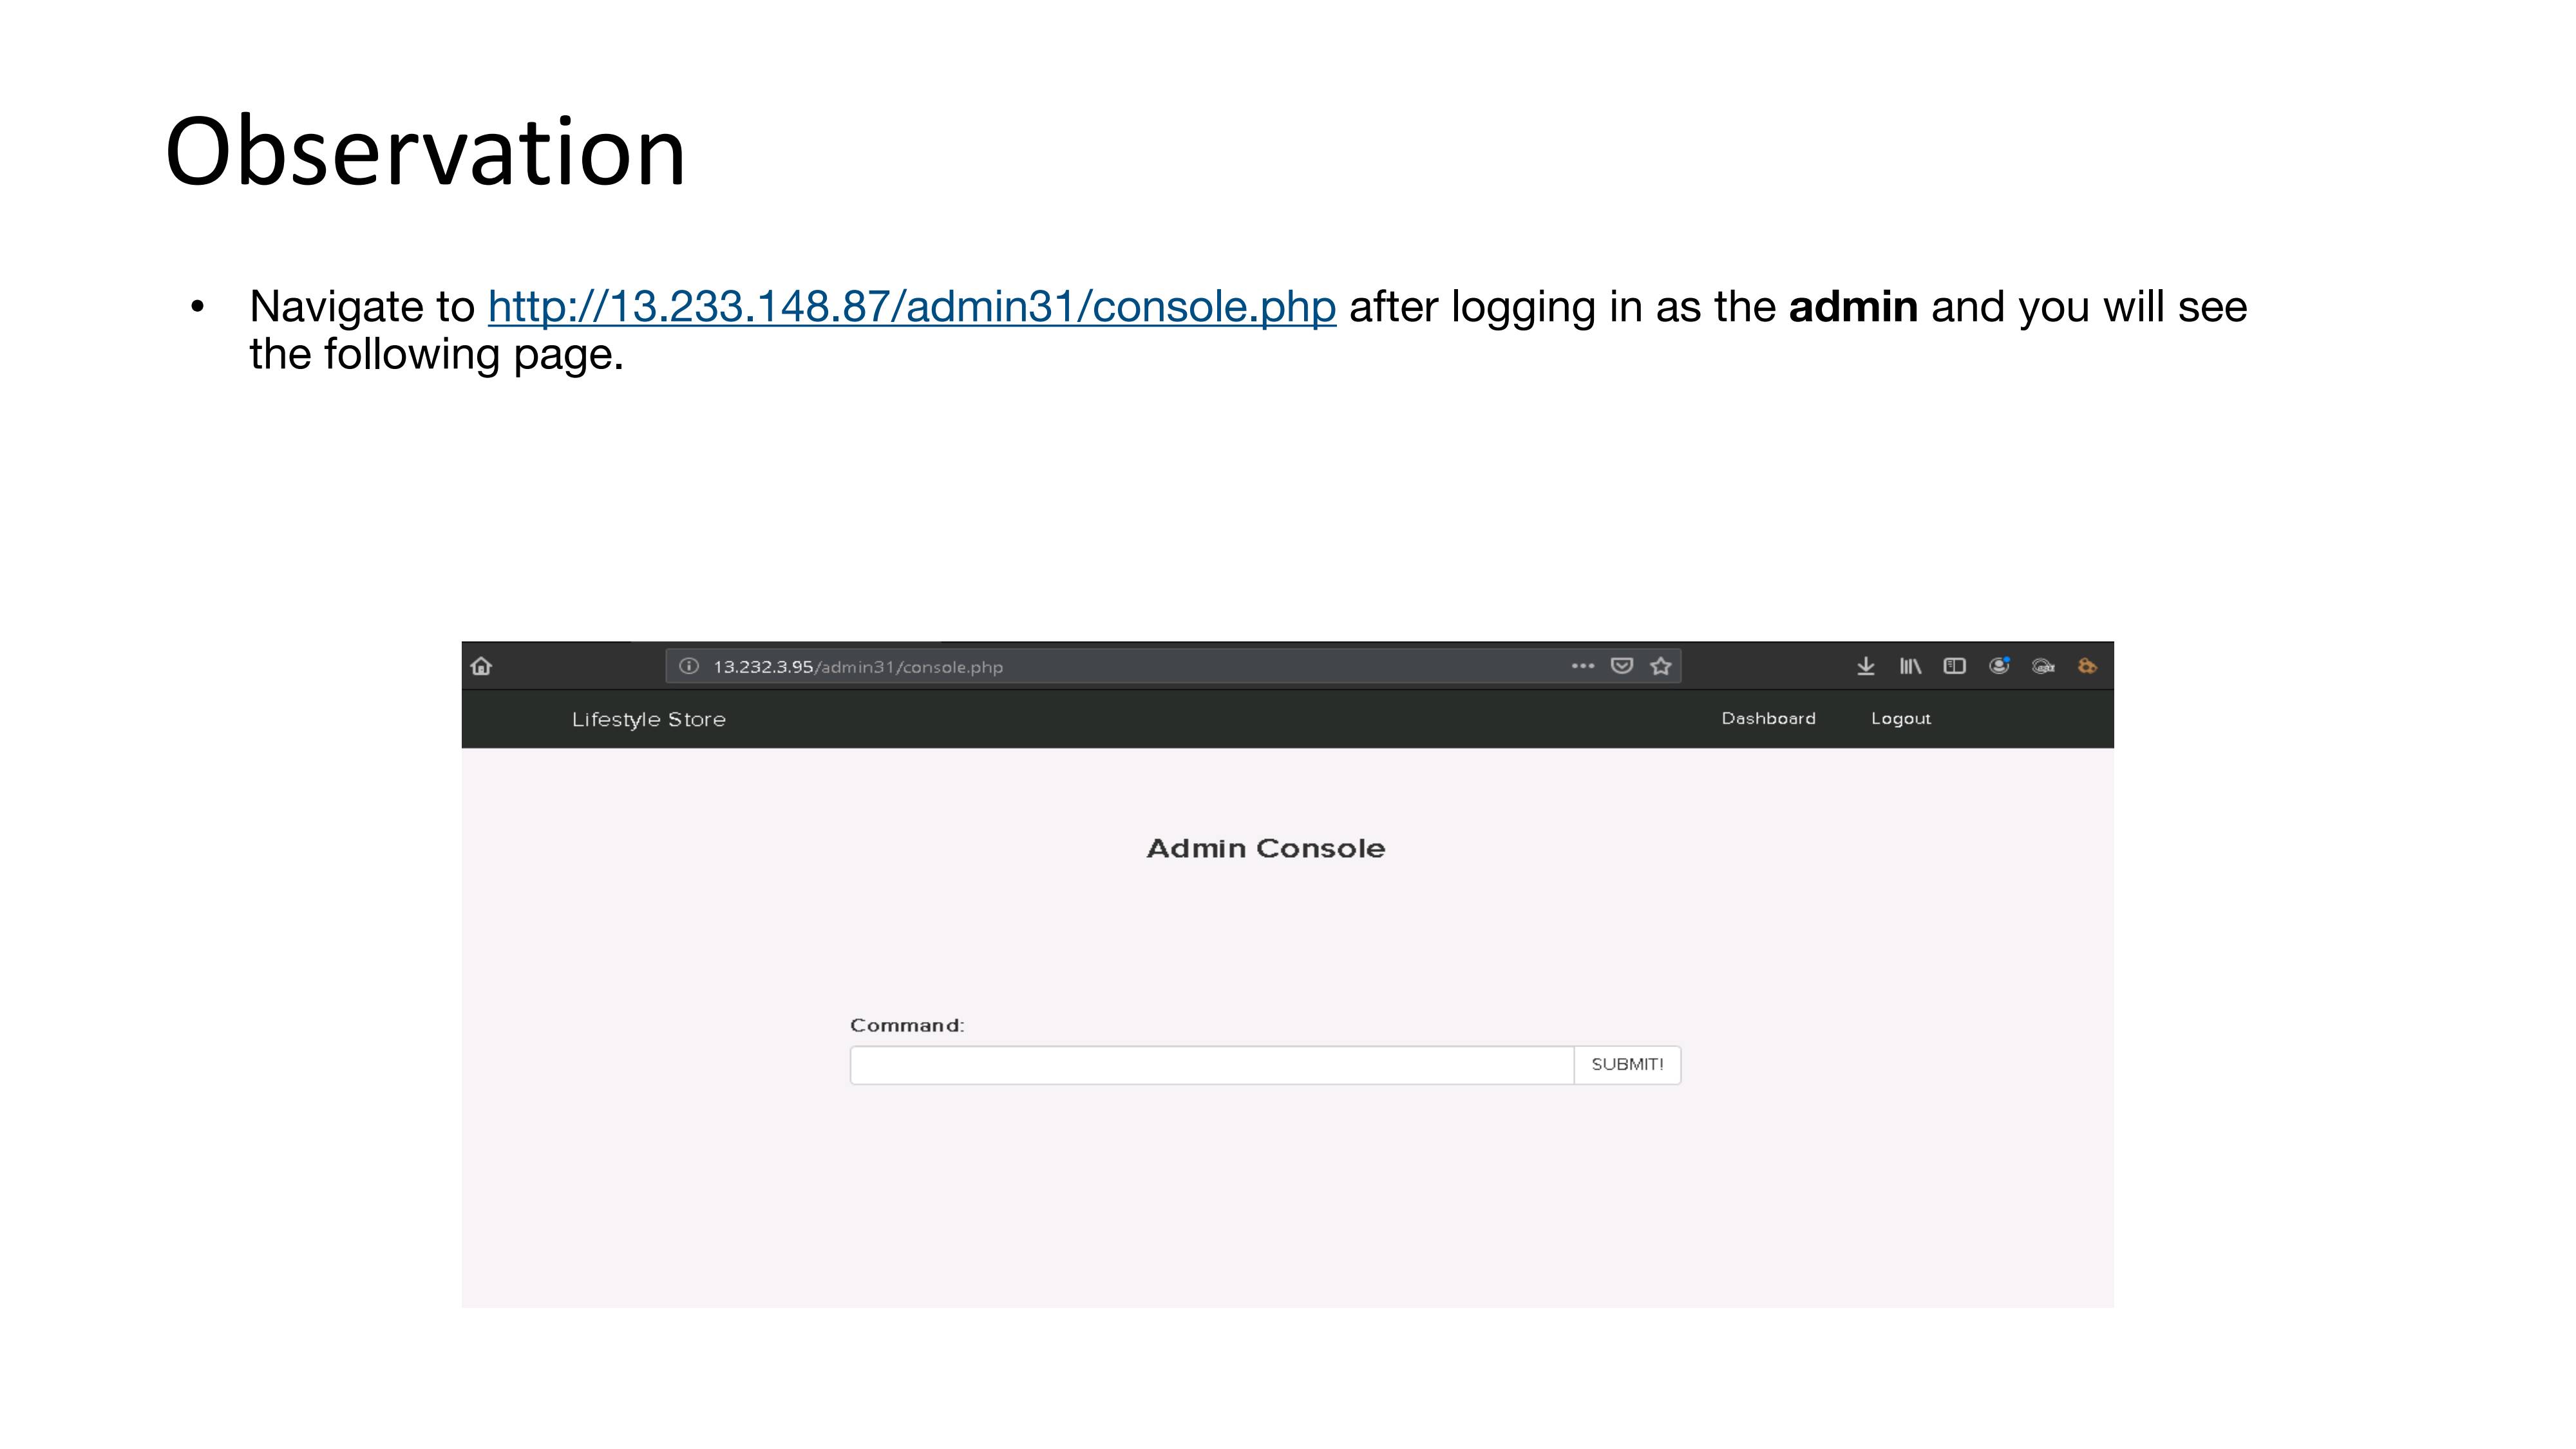 Observation
• Navigate to http://13.233.148.87/admin31/console.php after logging in as the admin and you will see
the following page.
13.232.3.95/admin31/console.php
Lifestyle Store Dashboard Logout
Admin Console
Command:
SUBMIT!